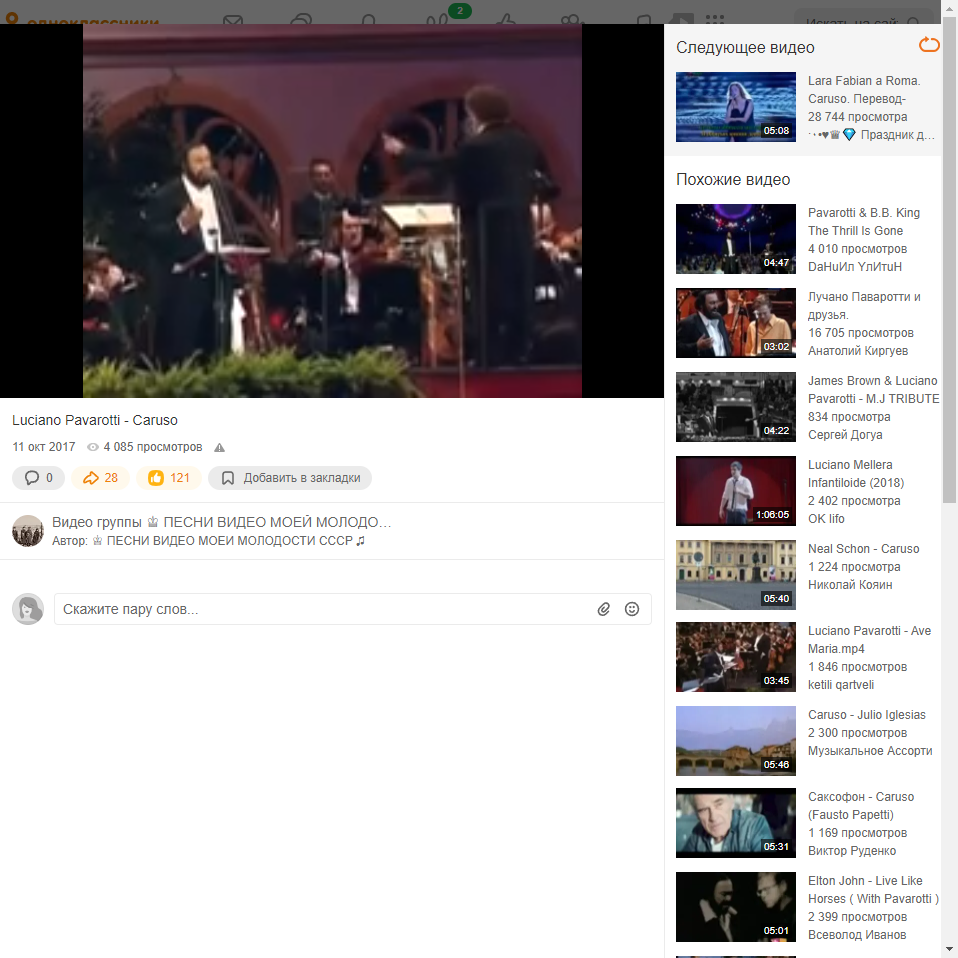 одноклассники
2
Искать на сай
Следующее видео
05:08
Lara Fabian a Roma.
Caruso. Перевод-
28 744 просмотра
Праздник д...
Похожие видео
04:47
Pavarotti & B.B. King
The Thrill Is Gone
4 010 просмотров
DaHuИл YлИтuH
03:02
Лучано Паваротти и
друзья.
16 705 просмотров
Анатолий Киргуев
04:22
James Brown & Luciano
Pavarotti - M.J TRIBUTE
834 просмотра
Сергей Догуа
1:06:05
Luciano Mellera
Infantiloide (2018)
2 402 просмотра
OK lifo
05:40
Neal Schon - Caruso
1 224 просмотра
Николай Коянин
03:45
Luciano Pavarotti - Ave
Maria.mp4
1 846 просмотров
ketili qartveli
05:46
Caruso - Julio Iglesias
2 300 просмотров
Музыкальное Ассорти
05:31
Саксофон - Caruso
(Fausto Papetti)
1 169 просмотров
Виктор Руденко
05:01
Elton John - Live Like
Horses ( With Pavarotti )
2 399 просмотров
Всеволод Иванов
Luciano Pavarotti - Caruso
11 окт 2017 4 085 просмотров
0 28 121 Добавить в закладки
Видео группы ♔ ПЕСНИ ВИДЕО МОЕЙ МОЛОДО...
Автор: ♔ ПЕСНИ ВИДЕО МОЕЙ МОЛОДОСТИ СССР ♫
Скажите пару слов...